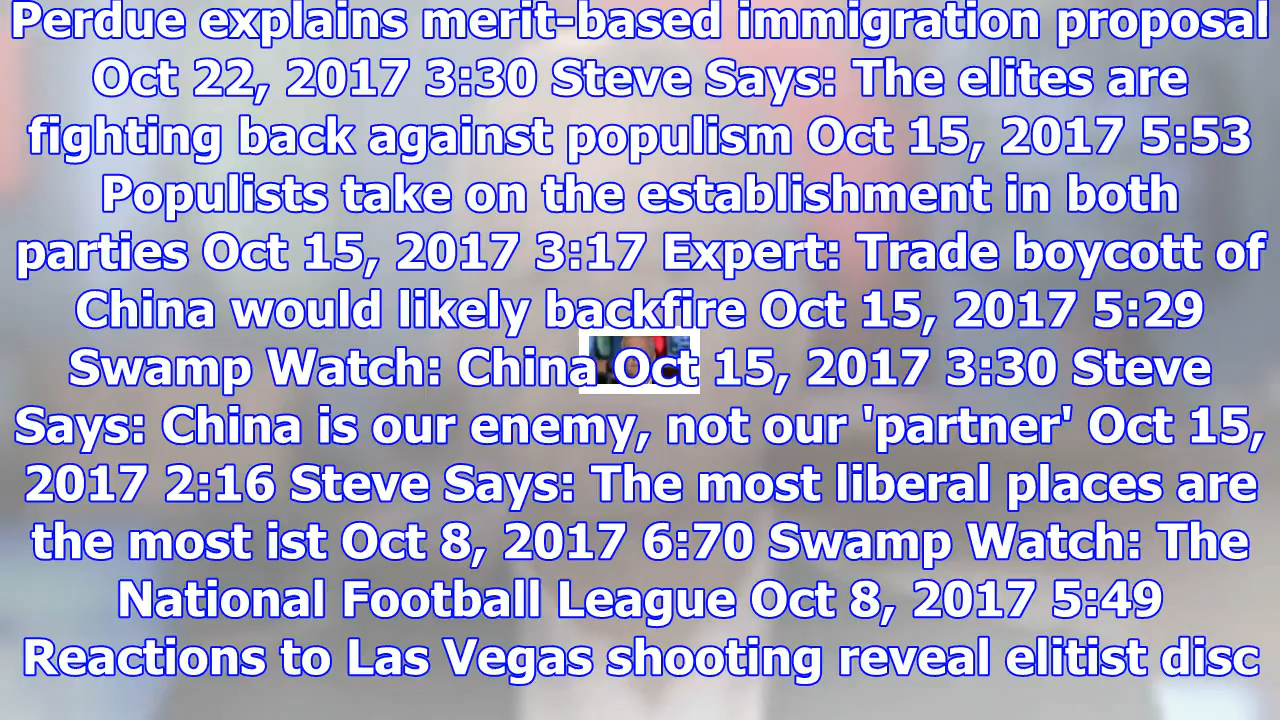 Perdue explains merit-based immigration proposal
Oct 22, 2017 3:30 Steve Says: The elites are
fighting back against populism Oct 15, 2017 5:53
Populists take on the establishment in both
parties Oct 15, 2017 3:17 Expert: Trade boycott of
China would likely backfire Oct 15, 2017 5:29
Swamp Watch: China Oct 15, 2017 3:30 Steve
Says: China is our enemy, not our 'partner' Oct 15,
2017 2:16 Steve Says: The most liberal places are
the most ist Oct 8, 2017 6:70 Swamp Watch: The
National Football League Oct 8, 2017 5:49
Reactions to Las Vegas shooting reveal elitist disc